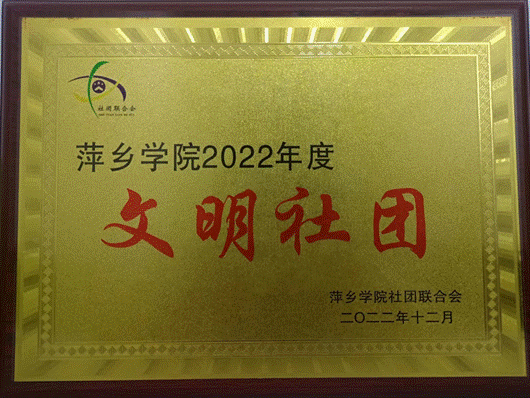 社团联合会
萍乡学院2022年度
文明社团
萍乡学院社团联合会
二〇二二年十二月